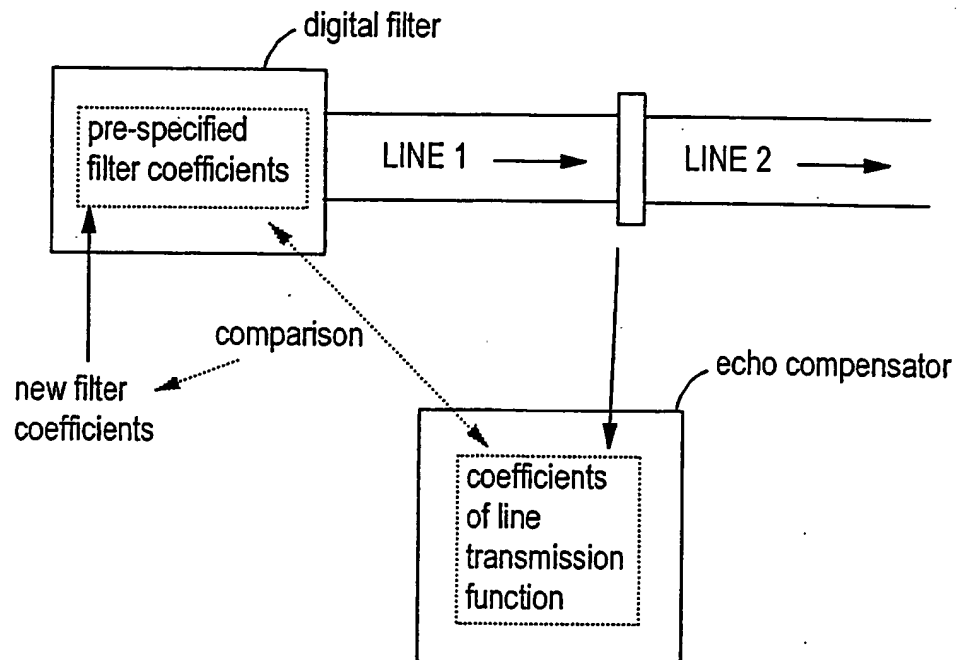 digital filter
pre-specified
filter coefficients
LINE 1
LINE 2
comparison
new filter
coefficients
echo compensator
coefficients
of line
transmission
function